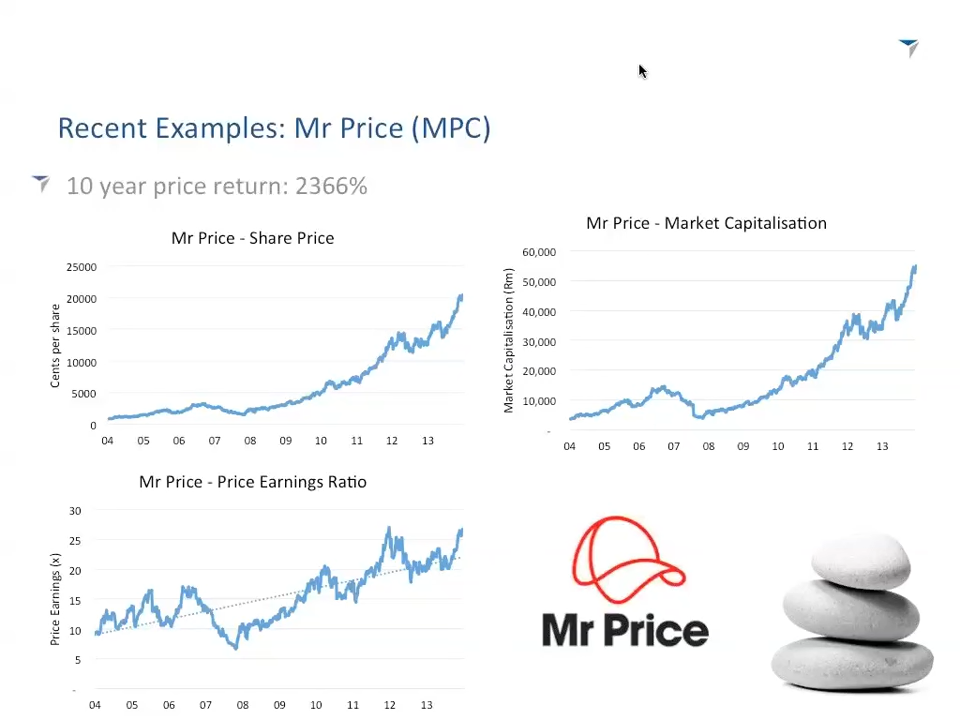 Recent Examples: Mr Price (MPC)
10 year price return: 2366%
Mr Price - Share Price
25000
20000
15000
10000
5000
0
Cents per share
04 05 06 07 08 09 10 11 12 13
Mr Price - Market Capitalisation
60,000
50,000
40,000
30,000
20,000
10,000
-
Market Capitalisation (Rm)
04 05 06 07 08 09 10 11 12 13
Mr Price - Price Earnings Ratio
30
25
20
15
10
5
-
Price Earnings (x)
04 05 06 07 08 09 10 11 12 13
Mr Price